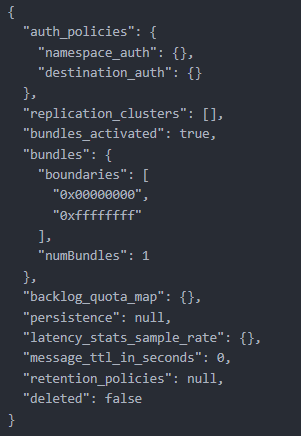 {
  "auth_policies": {
    "namespace_auth": {},
    "destination_auth": {}
  },
  "replication_clusters": [],
  "bundles_activated": true,
  "bundles": {
    "boundaries": [
      "0x00000000",
      "0xffffffff"
    ],
    "numBundles": 1
  },
  "backlog_quota_map": {},
  "persistence": null,
  "latency_stats_sample_rate": {},
  "message_ttl_in_seconds": 0,
  "retention_policies": null,
  "deleted": false
}